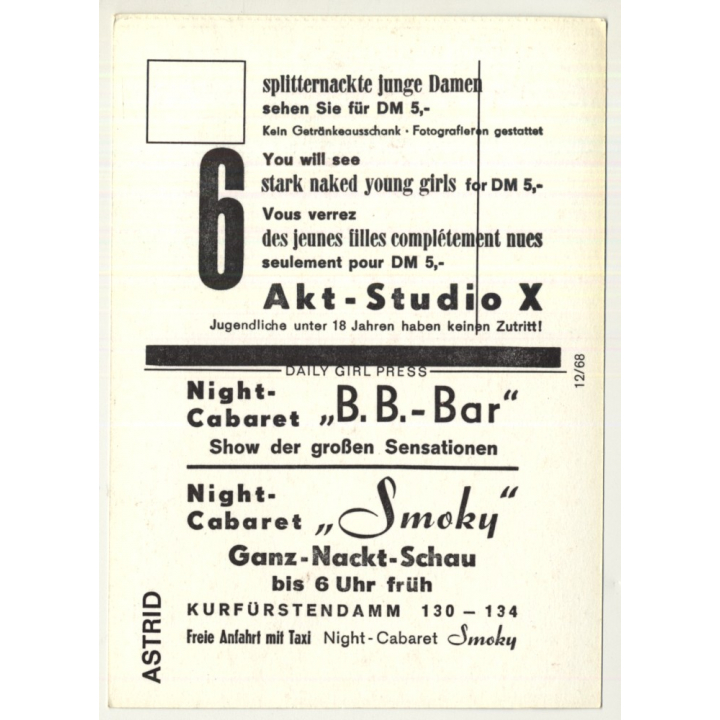 splitternackte junge Damen
sehen Sie für DM 5,-
Kein Getränkeausschank · Fotografieren gestattet
6
You will see
stark naked young girls for DM 5,-
Vous verrez
des jeunes filles complétement nues
seulement pour DM 5,-
Akt-Studio X
Jugendliche unter 18 Jahren haben keinen Zutritt!
DAILY GIRL PRESS
12/68
Night-
Cabaret „B.B.-Bar“
Show der großen Sensationen
Night-
Cabaret „Smoky“
Ganz-Nackt-Schau
bis 6 Uhr früh
KURFÜRSTENDAMM 130 – 134
Freie Anfahrt mit Taxi Night-Cabaret Smoky
ASTRID